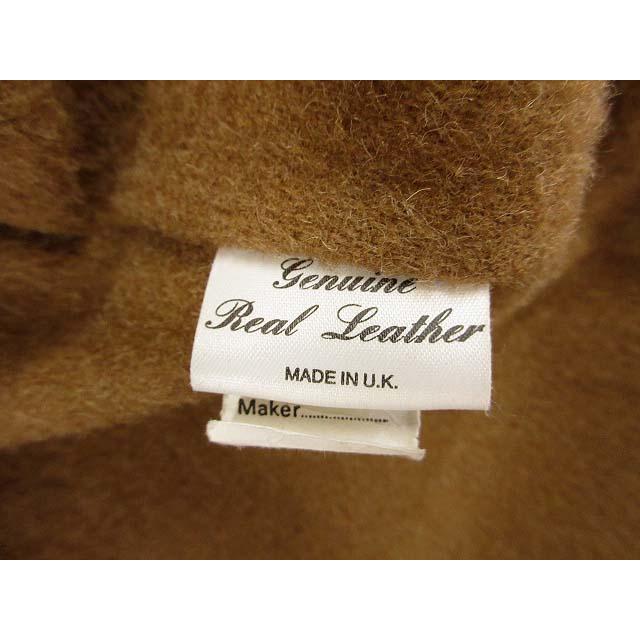 Genuine
Real Leather
MADE IN U.K.
Maker................................